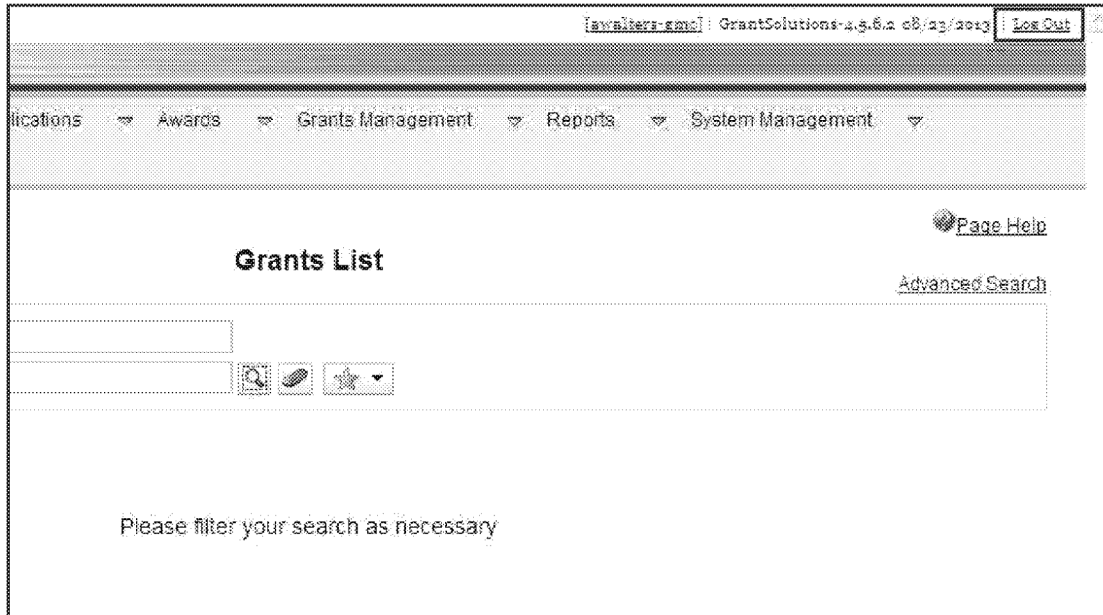 [awalters-gmo] | GrantSolutions-4.5.6.2 08/23/2013 | Log Out
lications Awards Grants Management Reports System Management
Page Help
Grants List
Advanced Search
Please filter your search as necessary